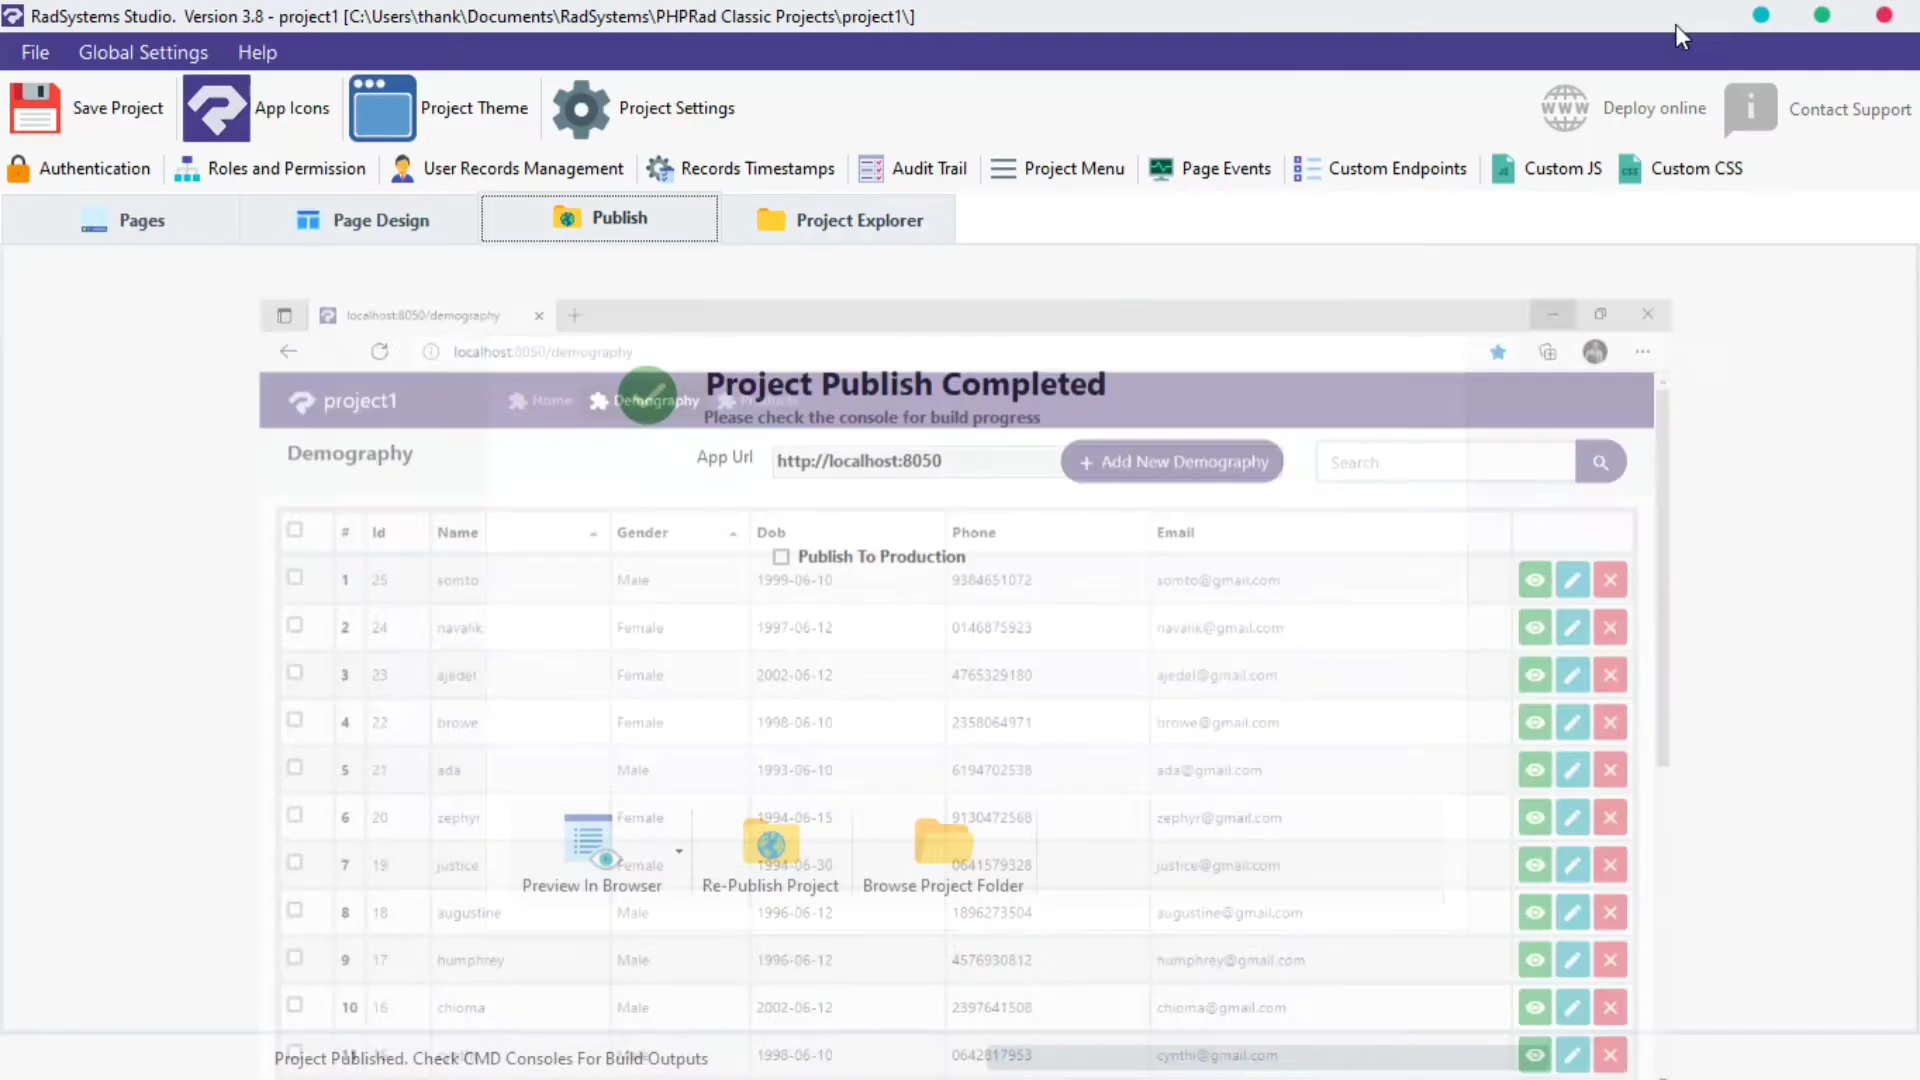 RadSystems Studio. Version 3.8 - project1 [C:\Users\thank\Documents\RadSystems\PHPRad Classic Projects\project1\]
File Global Settings Help
Save Project App Icons Project Theme Project Settings WWW Deploy online Contact Support
Authentication Roles and Permission User Records Management Records Timestamps Audit Trail Project Menu Page Events Custom Endpoints Custom JS Custom CSS
Pages Page Design Publish Project Explorer
localhost:8050/demography
localhost:8050/demography
Project Publish Completed
project1 Home Demography
Please check the console for build progress
Demography App Url http://localhost:8050 + Add New Demography Search
# Id Name Gender Dob Phone Email
Publish To Production
1 25 somto Male 1999-06-10 9384651072 somto@gmail.com
2 24 navalik Female 1997-06-12 0146875923 navalik@gmail.com
3 23 ajedel Female 2002-06-12 4765329180 ajedel@gmail.com
4 22 browe Female 1998-06-10 2358064971 browe@gmail.com
5 21 ada Male 1993-06-10 6194702538 ada@gmail.com
6 20 zephyr Female 1994-06-15 9130472568 zephyr@gmail.com
7 19 justice Female 1994-06-30 0641579328 justice@gmail.com
Preview In Browser Re-Publish Project Browse Project Folder
8 18 augustine Male 1996-06-12 1896273504 augustine@gmail.com
9 17 humphrey Male 1996-06-12 4576930812 humphrey@gmail.com
10 16 chioma Male 2002-06-12 2397641508 chioma@gmail.com
Project Published. Check CMD Consoles For Build Outputs 1998-06-10 0642817953 cynthi@gmail.com